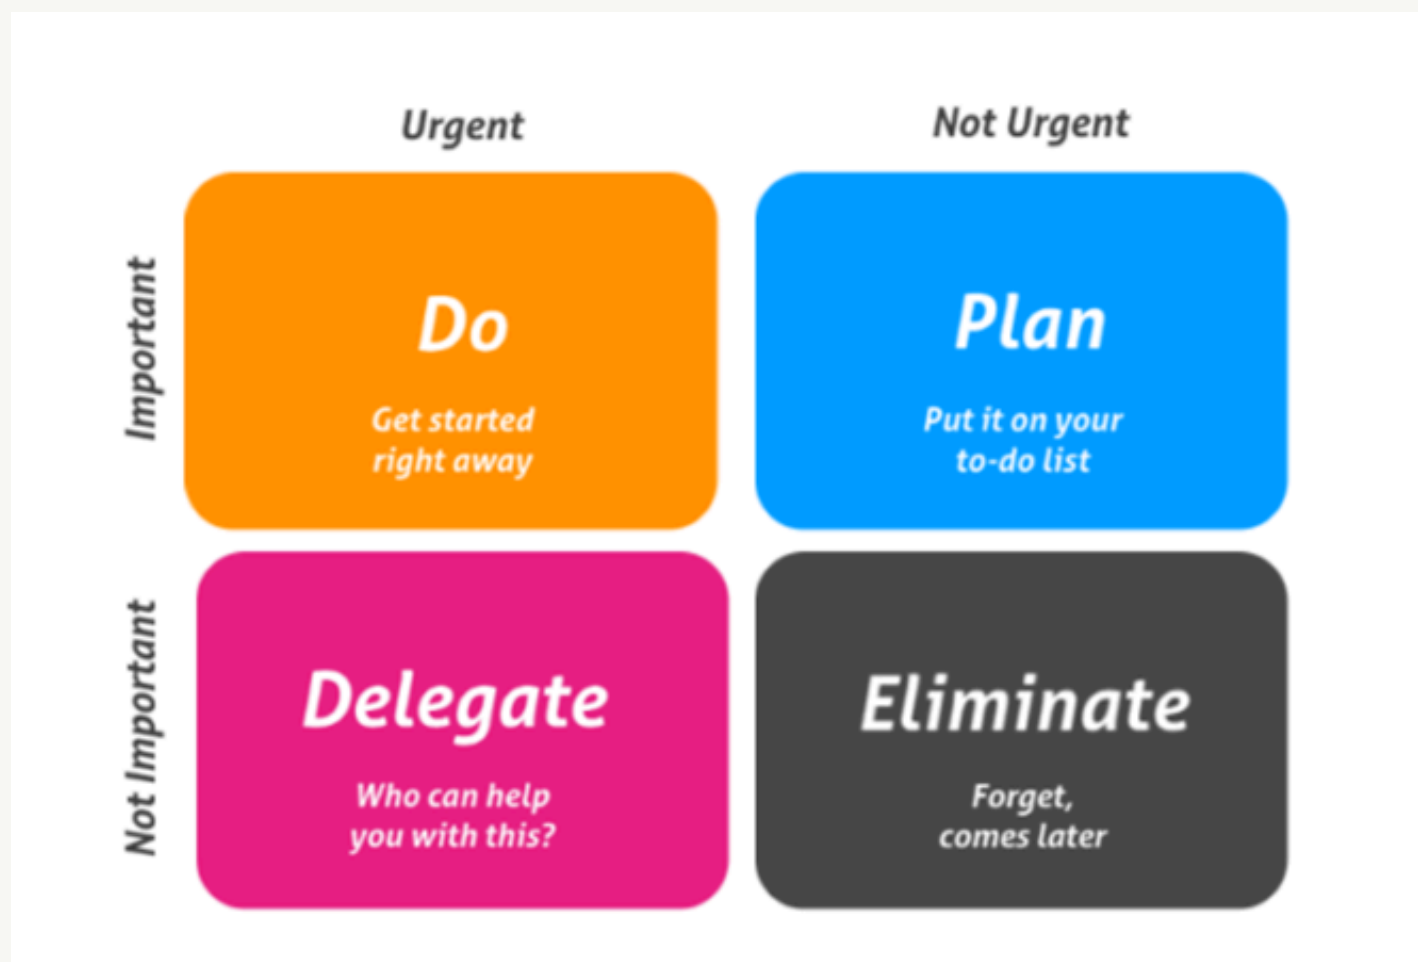 Urgent
Not Urgent
Important
Do
Get started
right away
Plan
Put it on your
to-do list
Not Important
Delegate
Who can help
you with this?
Eliminate
Forget,
comes later